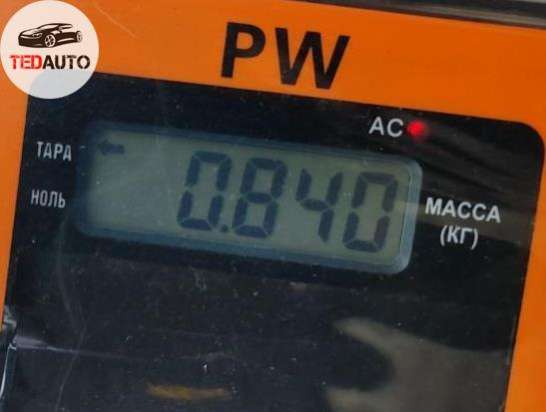 TEDAUTO
PW
AC
ТАРА
0.840
НОЛЬ
МАССА
(КГ)